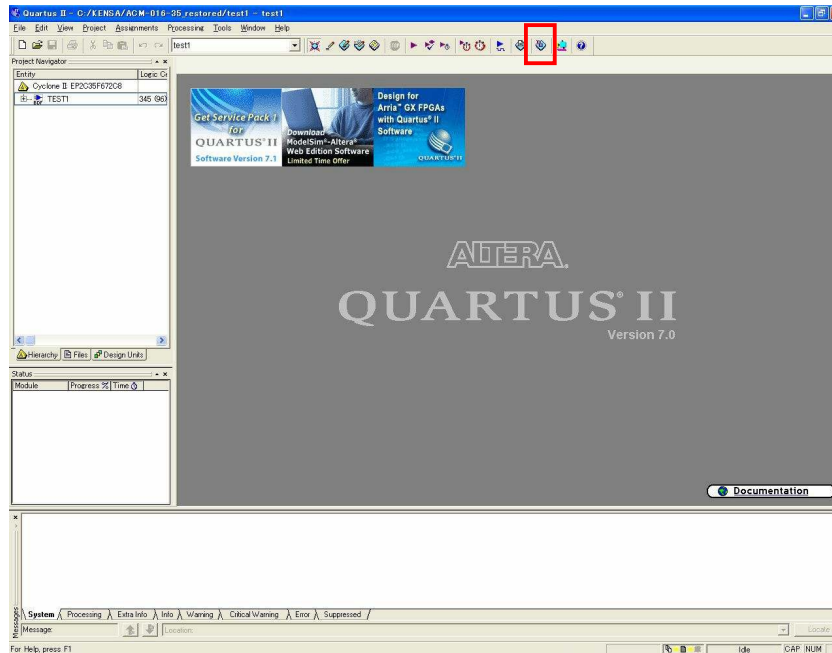 Quartus II - C:/KENSA/ACM-016-35_restored/test1 - test1
File Edit View Project Assignments Processing Tools Window Help
test1
Project Navigator
Entity Logic Ce
Cyclone II: EP2C35F672C8
TEST1 345 (96)
Get Service Pack 1
for
QUARTUS II
Software Version 7.1
Download
ModelSim®-Altera®
Web Edition Software
Limited Time Offer
Design for
Arria™ GX FPGAs
with Quartus® II
Software
QUARTUS II
ALTERA.
QUARTUS® II
Version 7.0
Hierarchy Files Design Units
Status
Module Progress % Time
Documentation
System Processing Extra Info Info Warning Critical Warning Error Suppressed
Messages
Message: Location: Locate
For Help, press F1 Idle CAP NUM